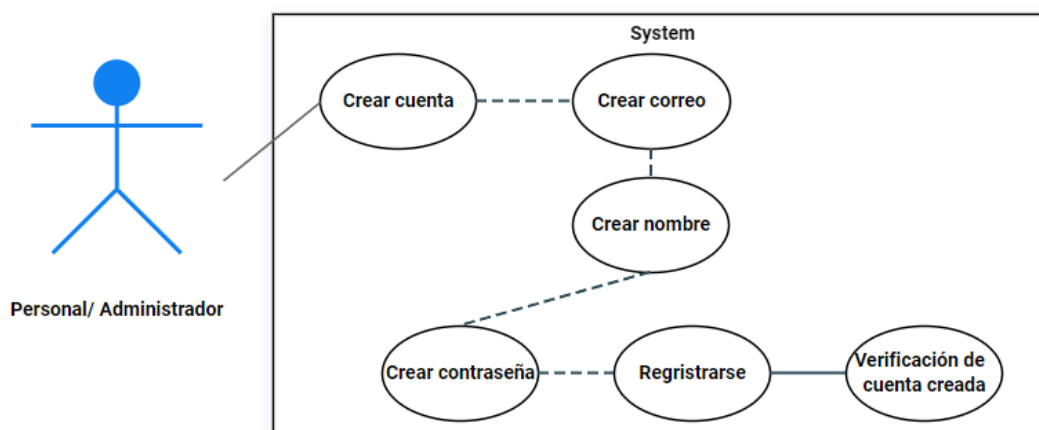 System
Crear cuenta
Crear correo
Crear nombre
Personal/ Administrador
Crear contraseña
Regristrarse
Verificación de
cuenta creada